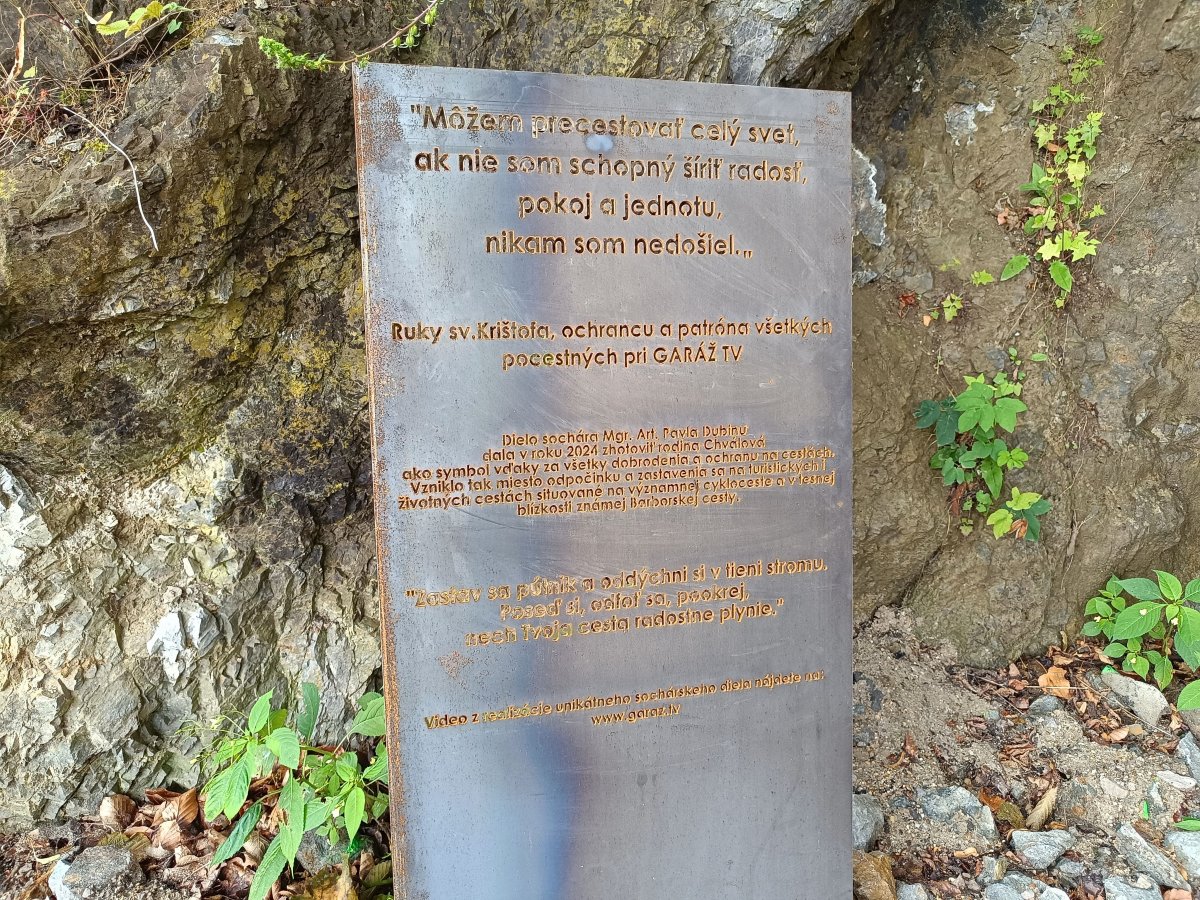 "Môžem precestovať celý svet,
ak nie som schopný šíriť radosť,
pokoj a jednotu,
nikam som nedošiel.„
Ruky sv.Krištofa, ochrancu a patróna všetkých
pocestných pri GARÁŽ TV
Dielo sochára Mgr. Art. Pavla Dubinu
dala v roku 2024 zhotoviť rodina Chválová
ako symbol vďaky za všetky dobrodenia a ochranu na cestách.
Vzniklo tak miesto odpočinku a zastavenia sa na turistických i
životných cestách situované na významnej cykloceste a v tesnej
blízkosti známej Barborskej cesty.
"Zastav sa pútnik a oddýchni si v tieni stromu.
Poseď si, odfoť sa, pookrej,
nech Tvoja cesta radostne plynie."
Video z realizácie unikálneho sochárskeho diela nájdete na:
www.garaz.tv